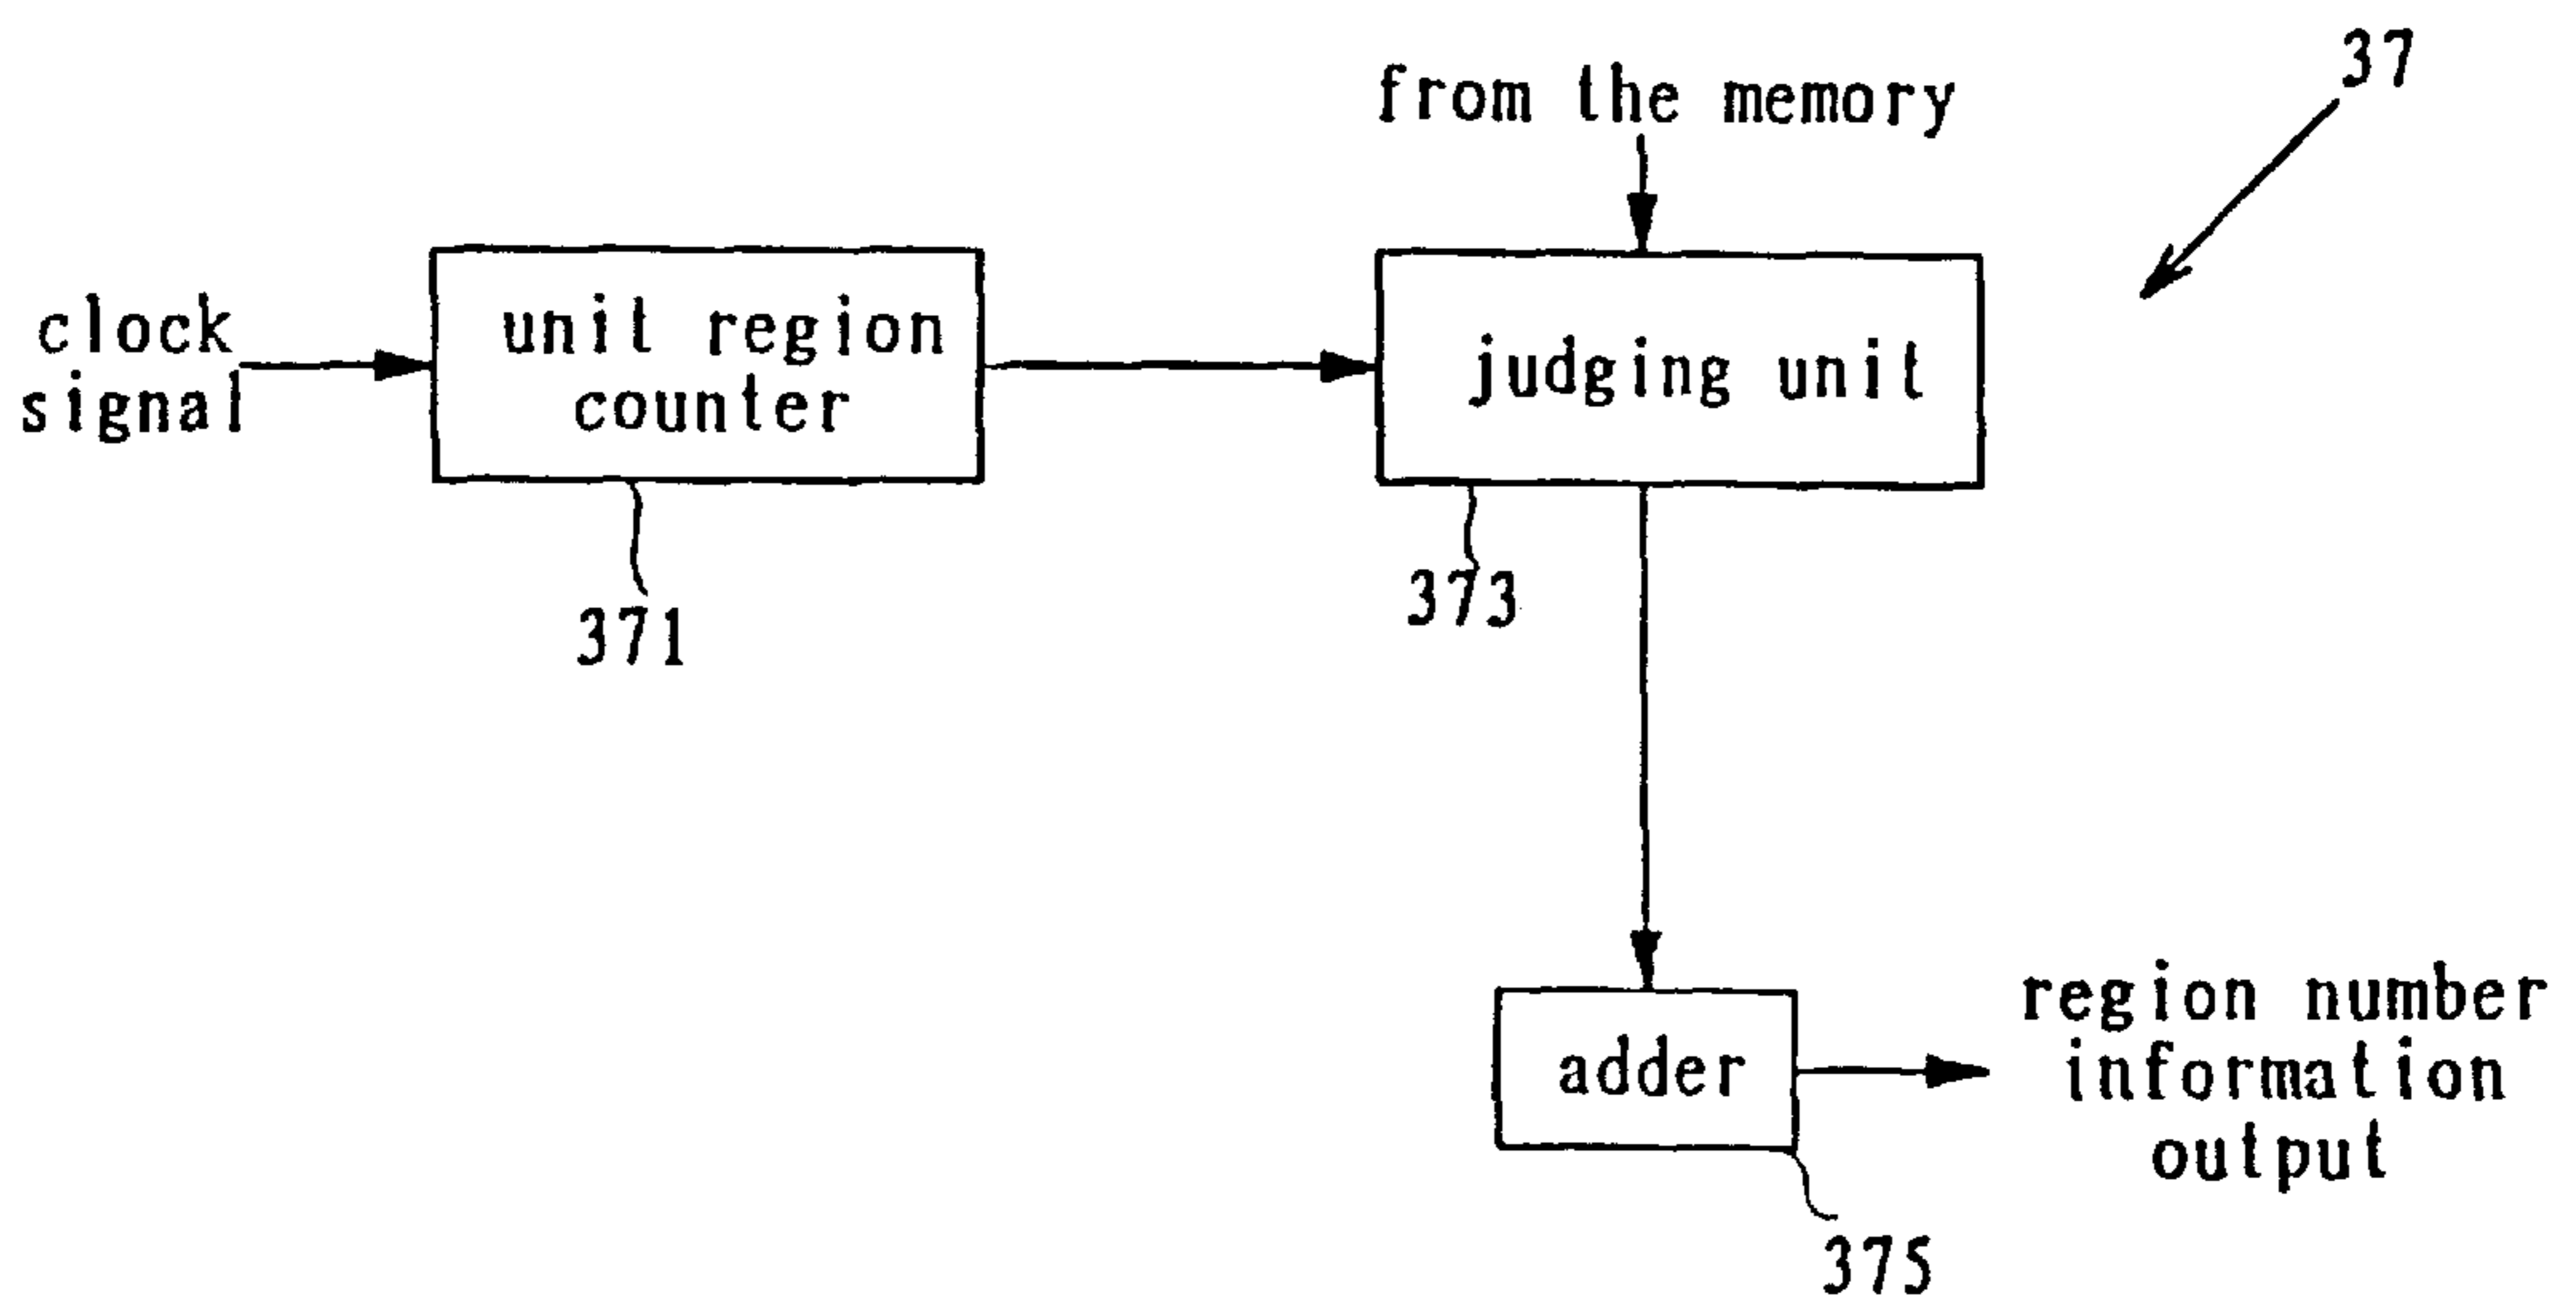 37
from the memory
clock
signal
unit region
counter
judging unit
371
373
adder
region number
information
output
375